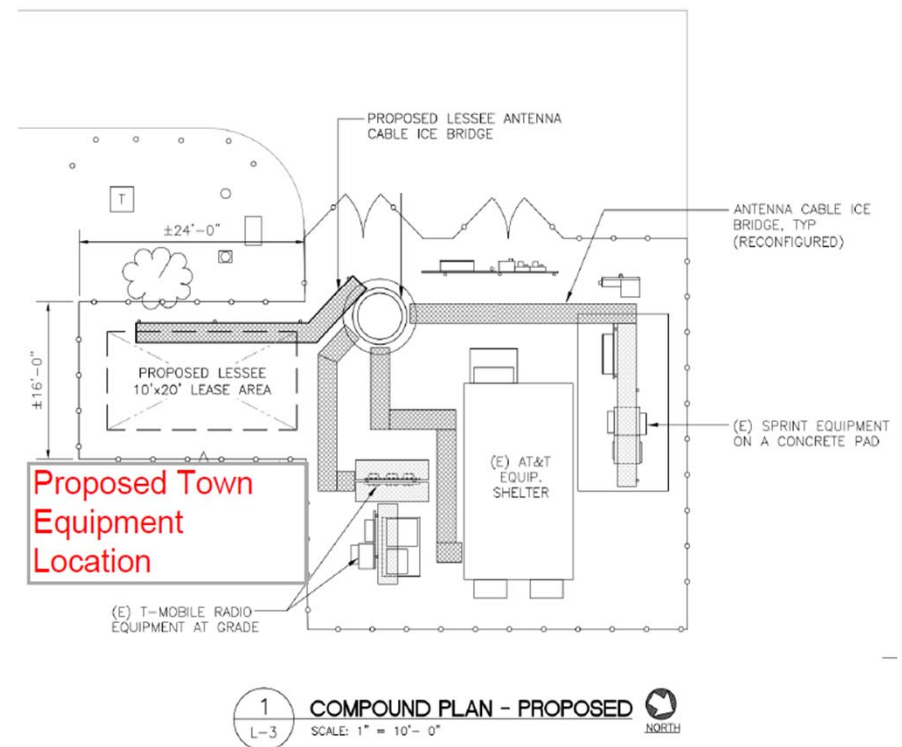 PROPOSED LESSEE ANTENNA
CABLE ICE BRIDGE
T
±24'-0"
ANTENNA CABLE ICE
BRIDGE, TYP
(RECONFIGURED)
±16'-0"
PROPOSED LESSEE
10'x20' LEASE AREA
(E) AT&T
EQUIP.
SHELTER
(E) SPRINT EQUIPMENT
ON A CONCRETE PAD
Proposed Town
Equipment
Location
(E) T-MOBILE RADIO
EQUIPMENT AT GRADE
1
L-3
COMPOUND PLAN - PROPOSED
SCALE: 1" = 10'- 0"
NORTH